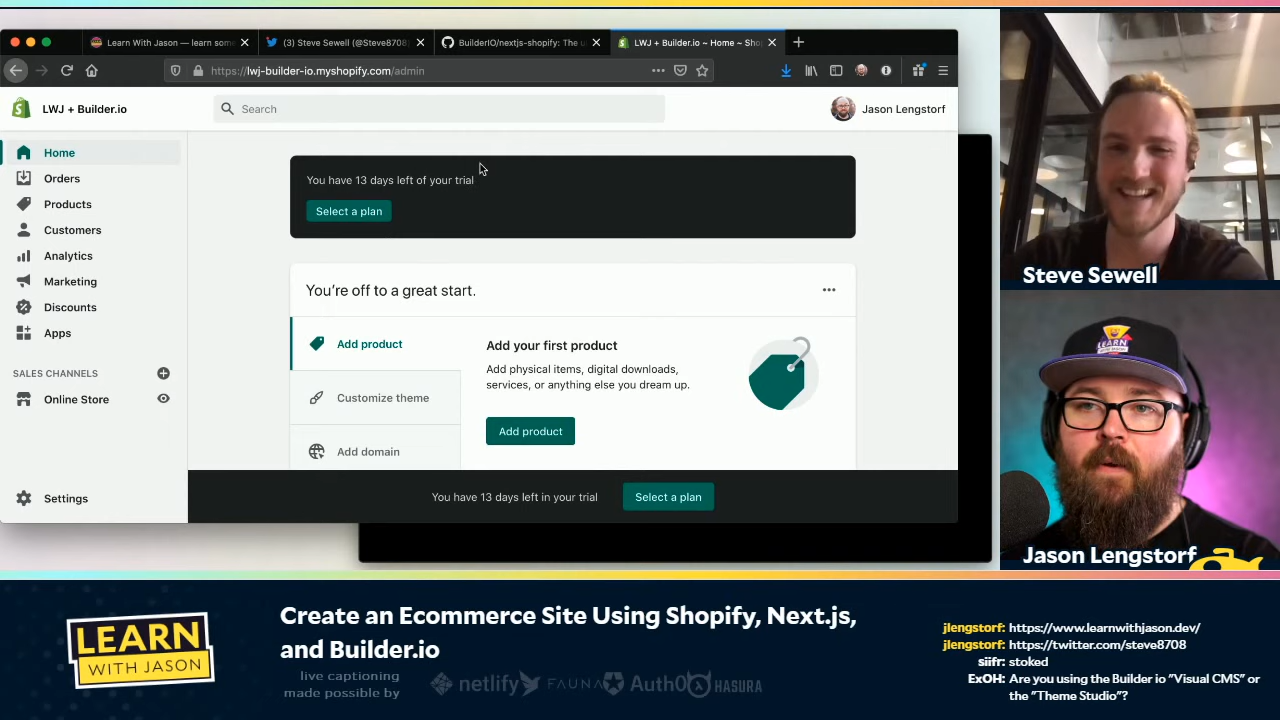 Learn With Jason — learn some
(3) Steve Sewell (@Steve8708)
BuilderIO/nextjs-shopify: The u
LWJ + Builder.io ~ Home ~ Sho
https://lwj-builder-io.myshopify.com/admin
LWJ + Builder.io
Search
Jason Lengstorf
Home
Orders
Products
Customers
Analytics
Marketing
Discounts
Apps
SALES CHANNELS
Online Store
Settings
You have 13 days left of your trial
Select a plan
You're off to a great start.
Add product
Customize theme
Add domain
Add your first product
Add physical items, digital downloads,
services, or anything else you dream up.
Add product
You have 13 days left in your trial
Select a plan
Steve Sewell
LEARN
Jason Lengstorf
LEARN
WITH JASON
Create an Ecommerce Site Using Shopify, Next.js,
and Builder.io
live captioning
made possible by
netlify
FAUNA
Auth0
HASURA
jlengstorf: https://www.learnwithjason.dev/
jlengstorf: https://twitter.com/steve8708
siifr: stoked
ExOH: Are you using the Builder io "Visual CMS" or
the "Theme Studio"?